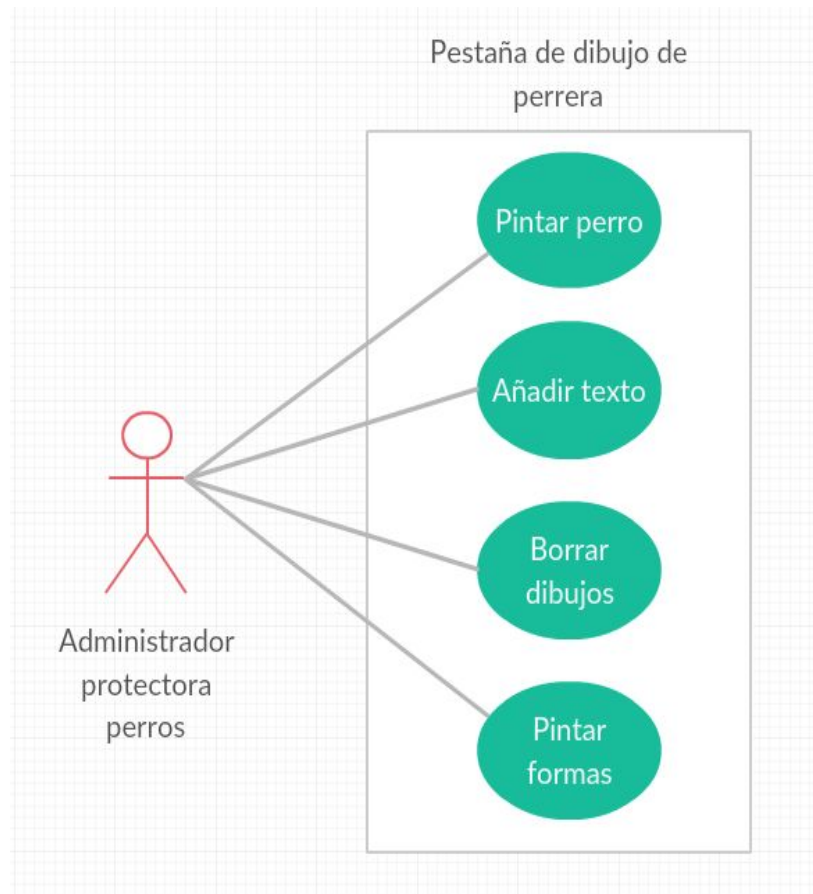 Pestaña de dibujo de
perrera
Pintar perro
Añadir texto
Borrar
dibujos
Pintar
formas
Administrador
protectora
perros